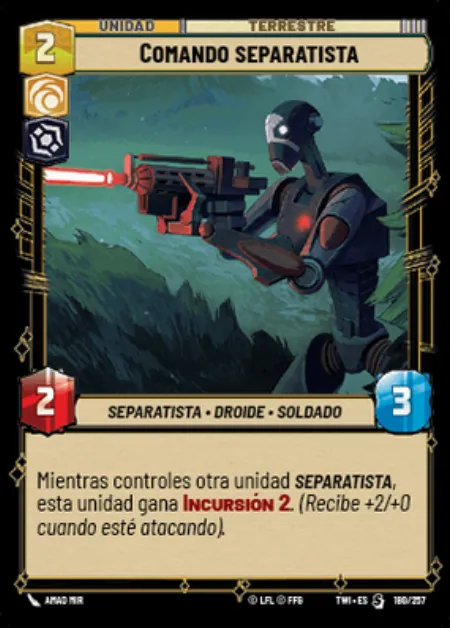 UNIDAD
TERRESTRE
2
COMANDO SEPARATISTA
2
SEPARATISTA • DROIDE • SOLDADO
3
Mientras controles otra unidad SEPARATISTA,
esta unidad gana INCURSIÓN 2. (Recibe +2/+0
cuando esté atacando).
AMAD MIR
© LFL © FFG
TWI • ES
180/257